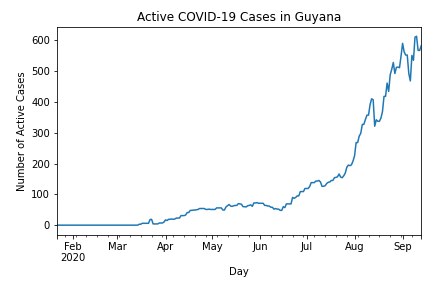 Active COVID-19 Cases in Guyana
Number of Active Cases
600
500
400
300
200
100
0
Feb Mar Apr May Jun Jul Aug Sep
2020
Day